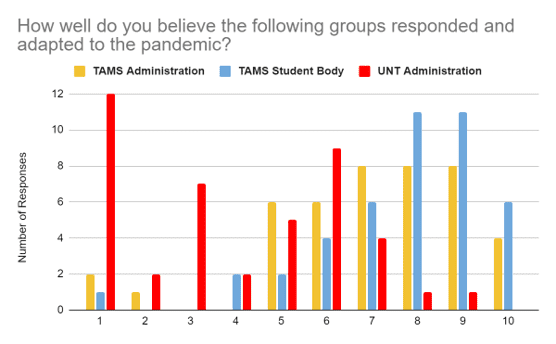 How well do you believe the following groups responded and
adapted to the pandemic?
TAMS Administration TAMS Student Body UNT Administration
Number of Responses
12
10
8
6
4
2
0
1 2 3 4 5 6 7 8 9 10